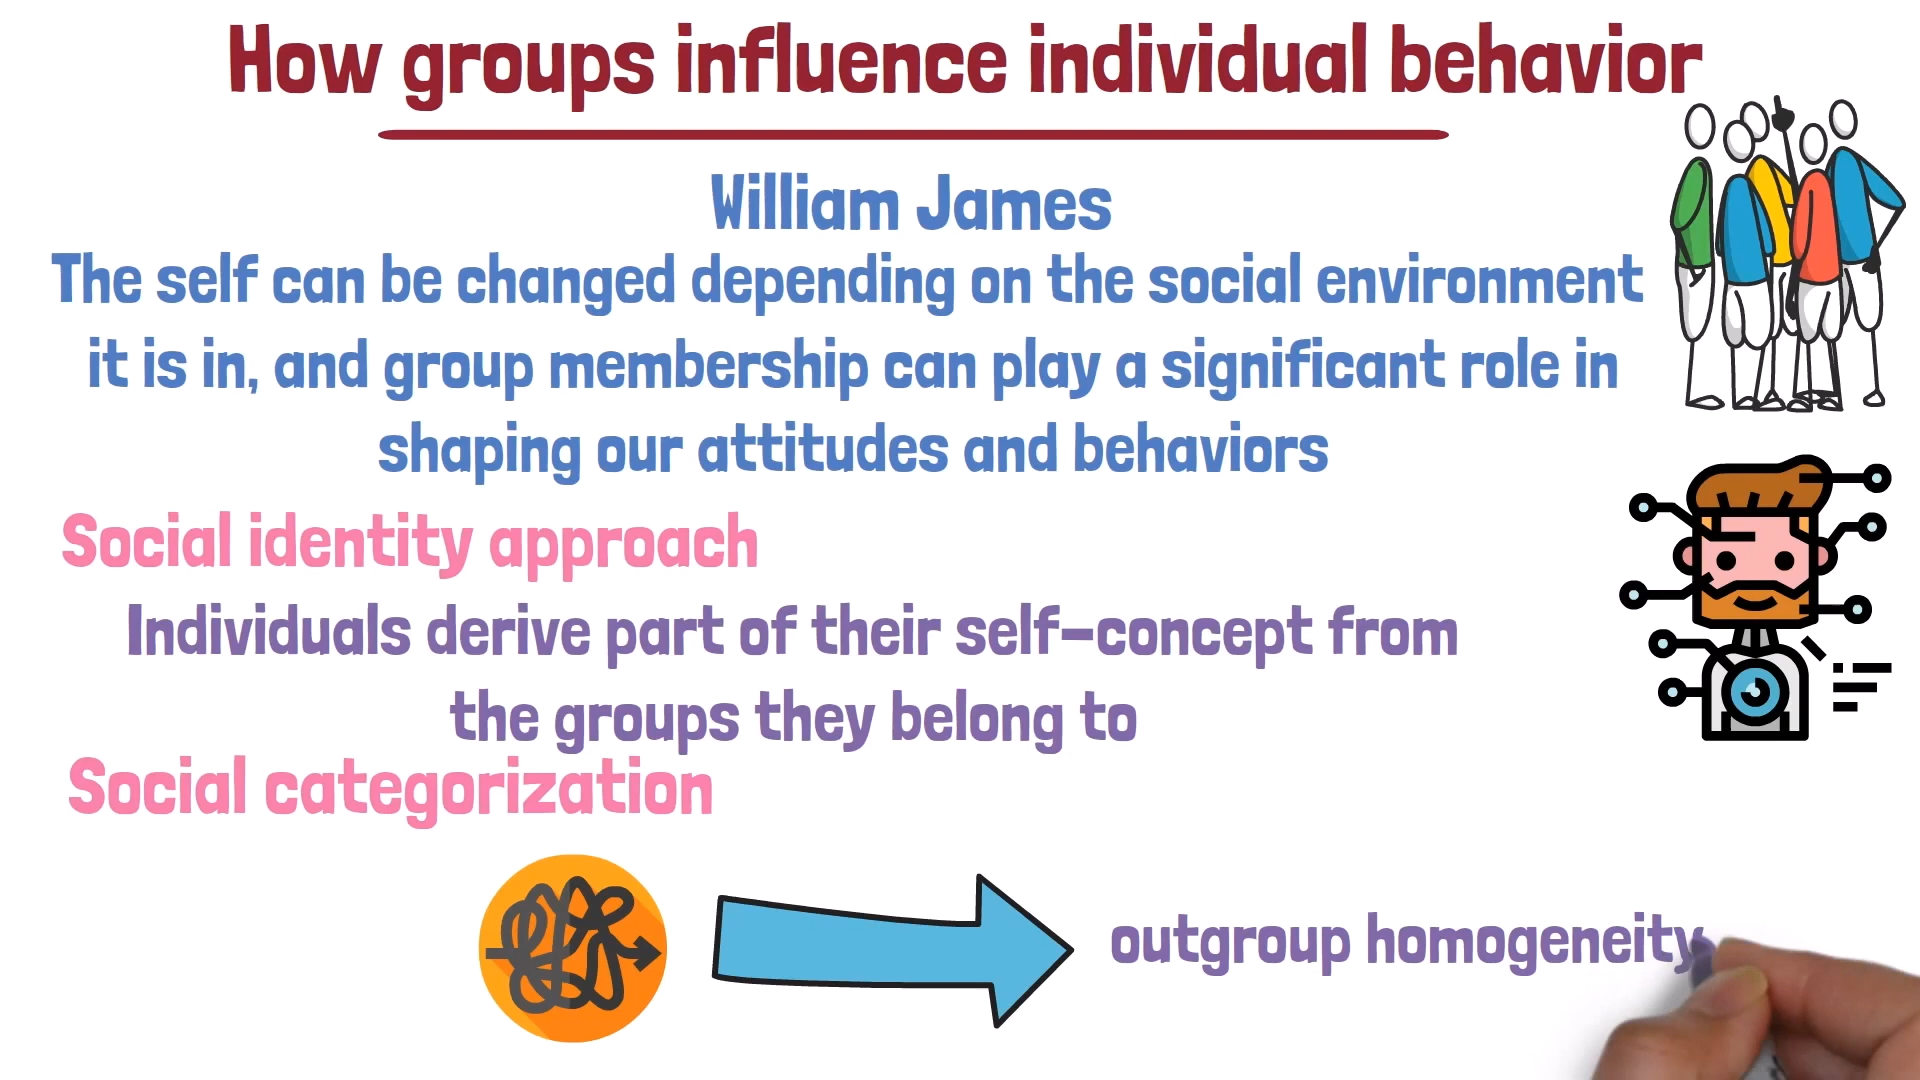 How groups influence individual behavior
William James
The self can be changed depending on the social environment
it is in, and group membership can play a significant role in
shaping our attitudes and behaviors
Social identity approach
Individuals derive part of their self-concept from
the groups they belong to
Social categorization
outgroup homogeneity